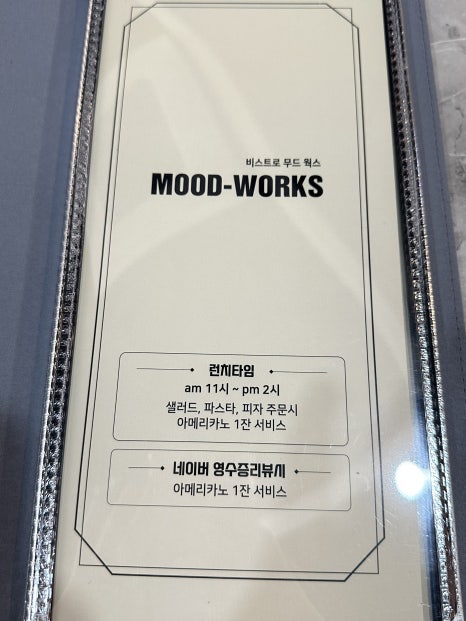 비스트로 무드 웍스
MOOD-WORKS
런치타임
am 11시 ~ pm 2시
샐러드, 파스타, 피자 주문시
아메리카노 1잔 서비스
네이버 영수증리뷰시
아메리카노 1잔 서비스